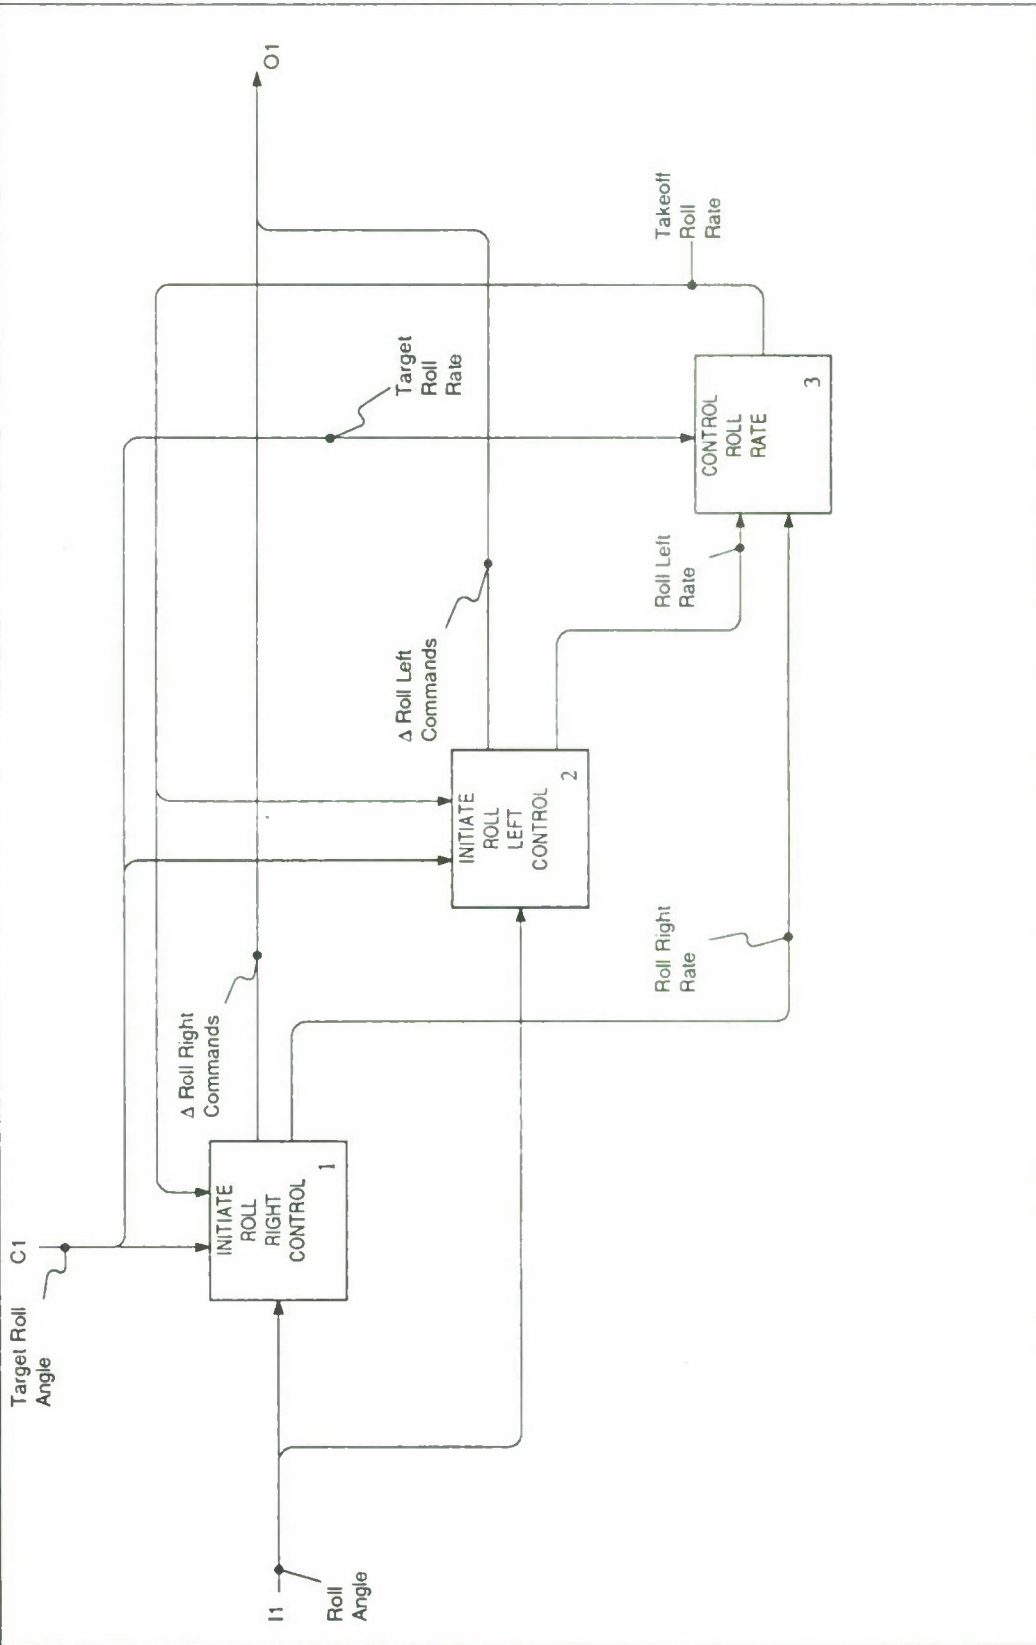 Target Roll
Angle
C1
I1
Roll
Angle
INITIATE
ROLL
RIGHT
CONTROL
1
Δ Roll Right
Commands
INITIATE
ROLL
LEFT
CONTROL
2
Δ Roll Left
Commands
Roll Right
Rate
Roll Left
Rate
Target
Roll
Rate
CONTROL
ROLL
RATE
3
Takeoff
Roll
Rate
O1